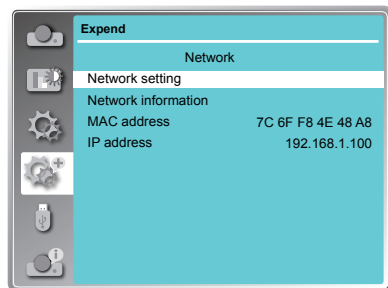 Expend
Network
Network setting
Network information
MAC address 7C 6F F8 4E 48 A8
IP address 192.168.1.100